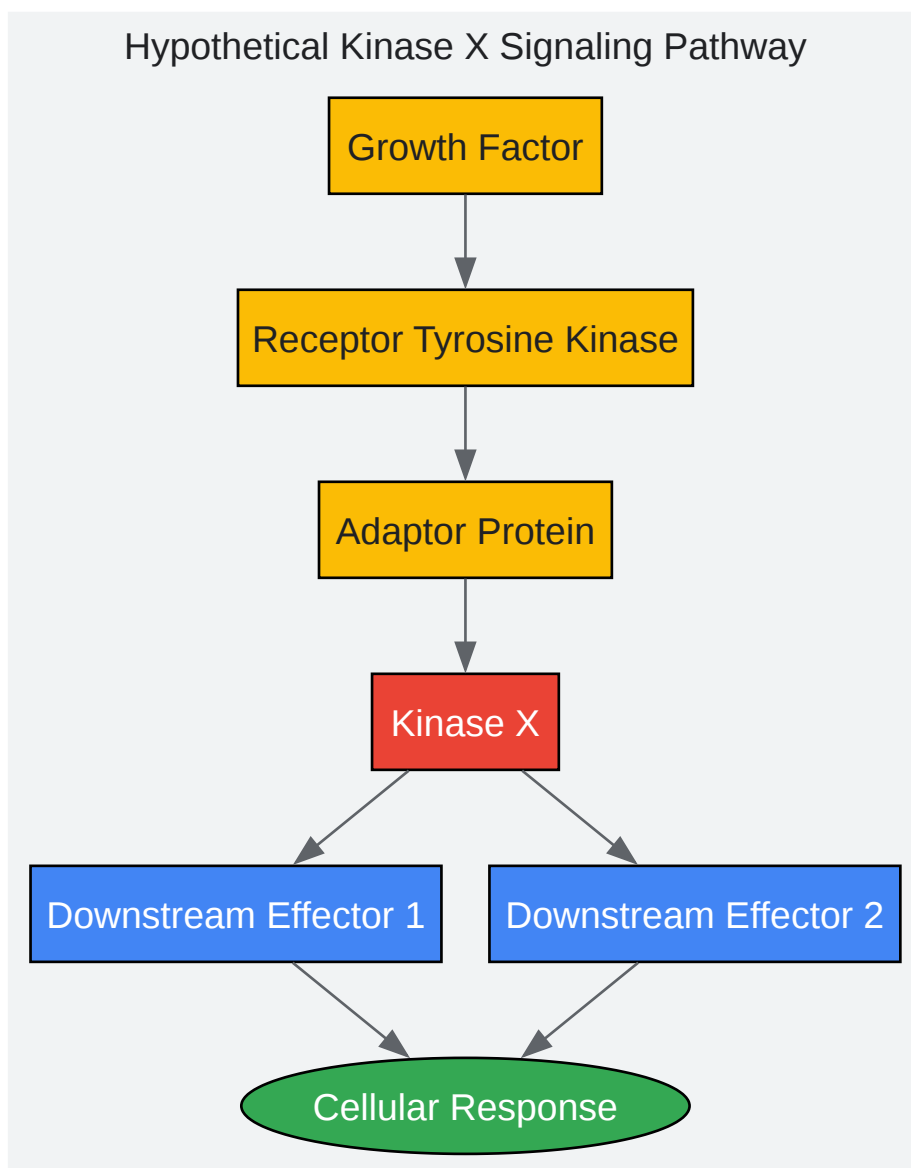 Hypothetical Kinase X Signaling Pathway
Growth Factor
Receptor Tyrosine Kinase
Adaptor Protein
Kinase X
Downstream Effector 1
Downstream Effector 2
Cellular Response